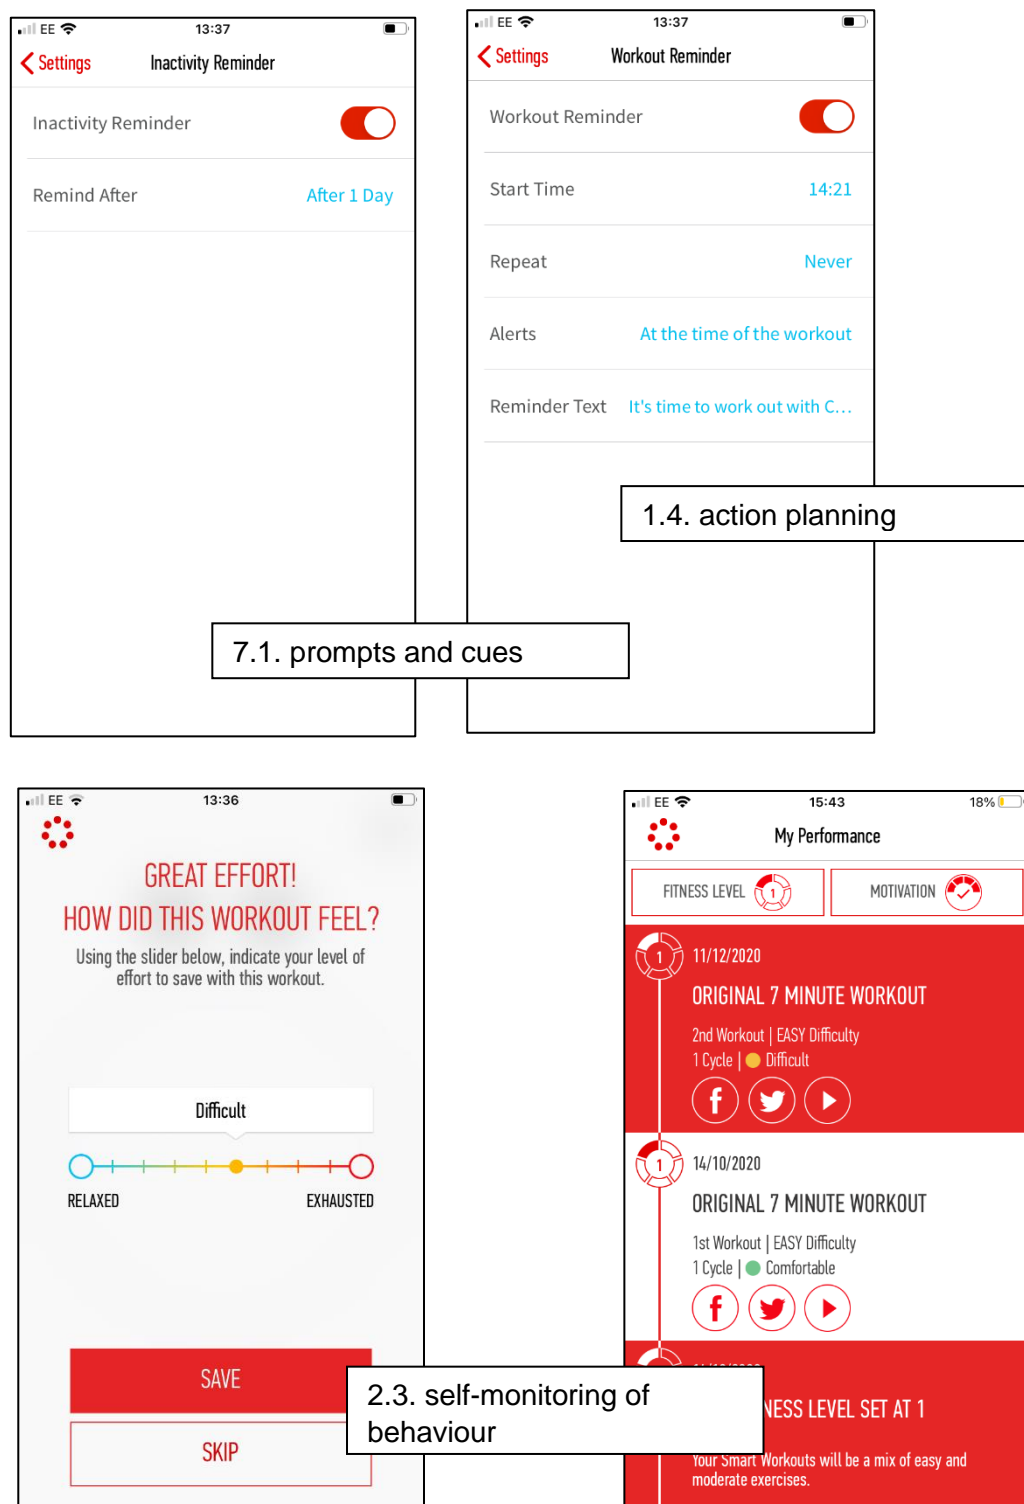 EE 13:37
Settings Inactivity Reminder
Inactivity Reminder
Remind After After 1 Day
EE 13:37
Settings Workout Reminder
Workout Reminder
Start Time 14:21
Repeat Never
Alerts At the time of the workout
Reminder Text It's time to work out with C...
1.4. action planning
7.1. prompts and cues
EE 13:36
GREAT EFFORT!
HOW DID THIS WORKOUT FEEL?
Using the slider below, indicate your level of
effort to save with this workout.
Difficult
RELAXED EXHAUSTED
SAVE
SKIP
2.3. self-monitoring of
behaviour
EE 15:43 18%
My Performance
FITNESS LEVEL 1 MOTIVATION
1 11/12/2020
ORIGINAL 7 MINUTE WORKOUT
2nd Workout | EASY Difficulty
1 Cycle | Difficult
1 14/10/2020
ORIGINAL 7 MINUTE WORKOUT
1st Workout | EASY Difficulty
1 Cycle | Comfortable
NESS LEVEL SET AT 1
Your Smart Workouts will be a mix of easy and
moderate exercises.